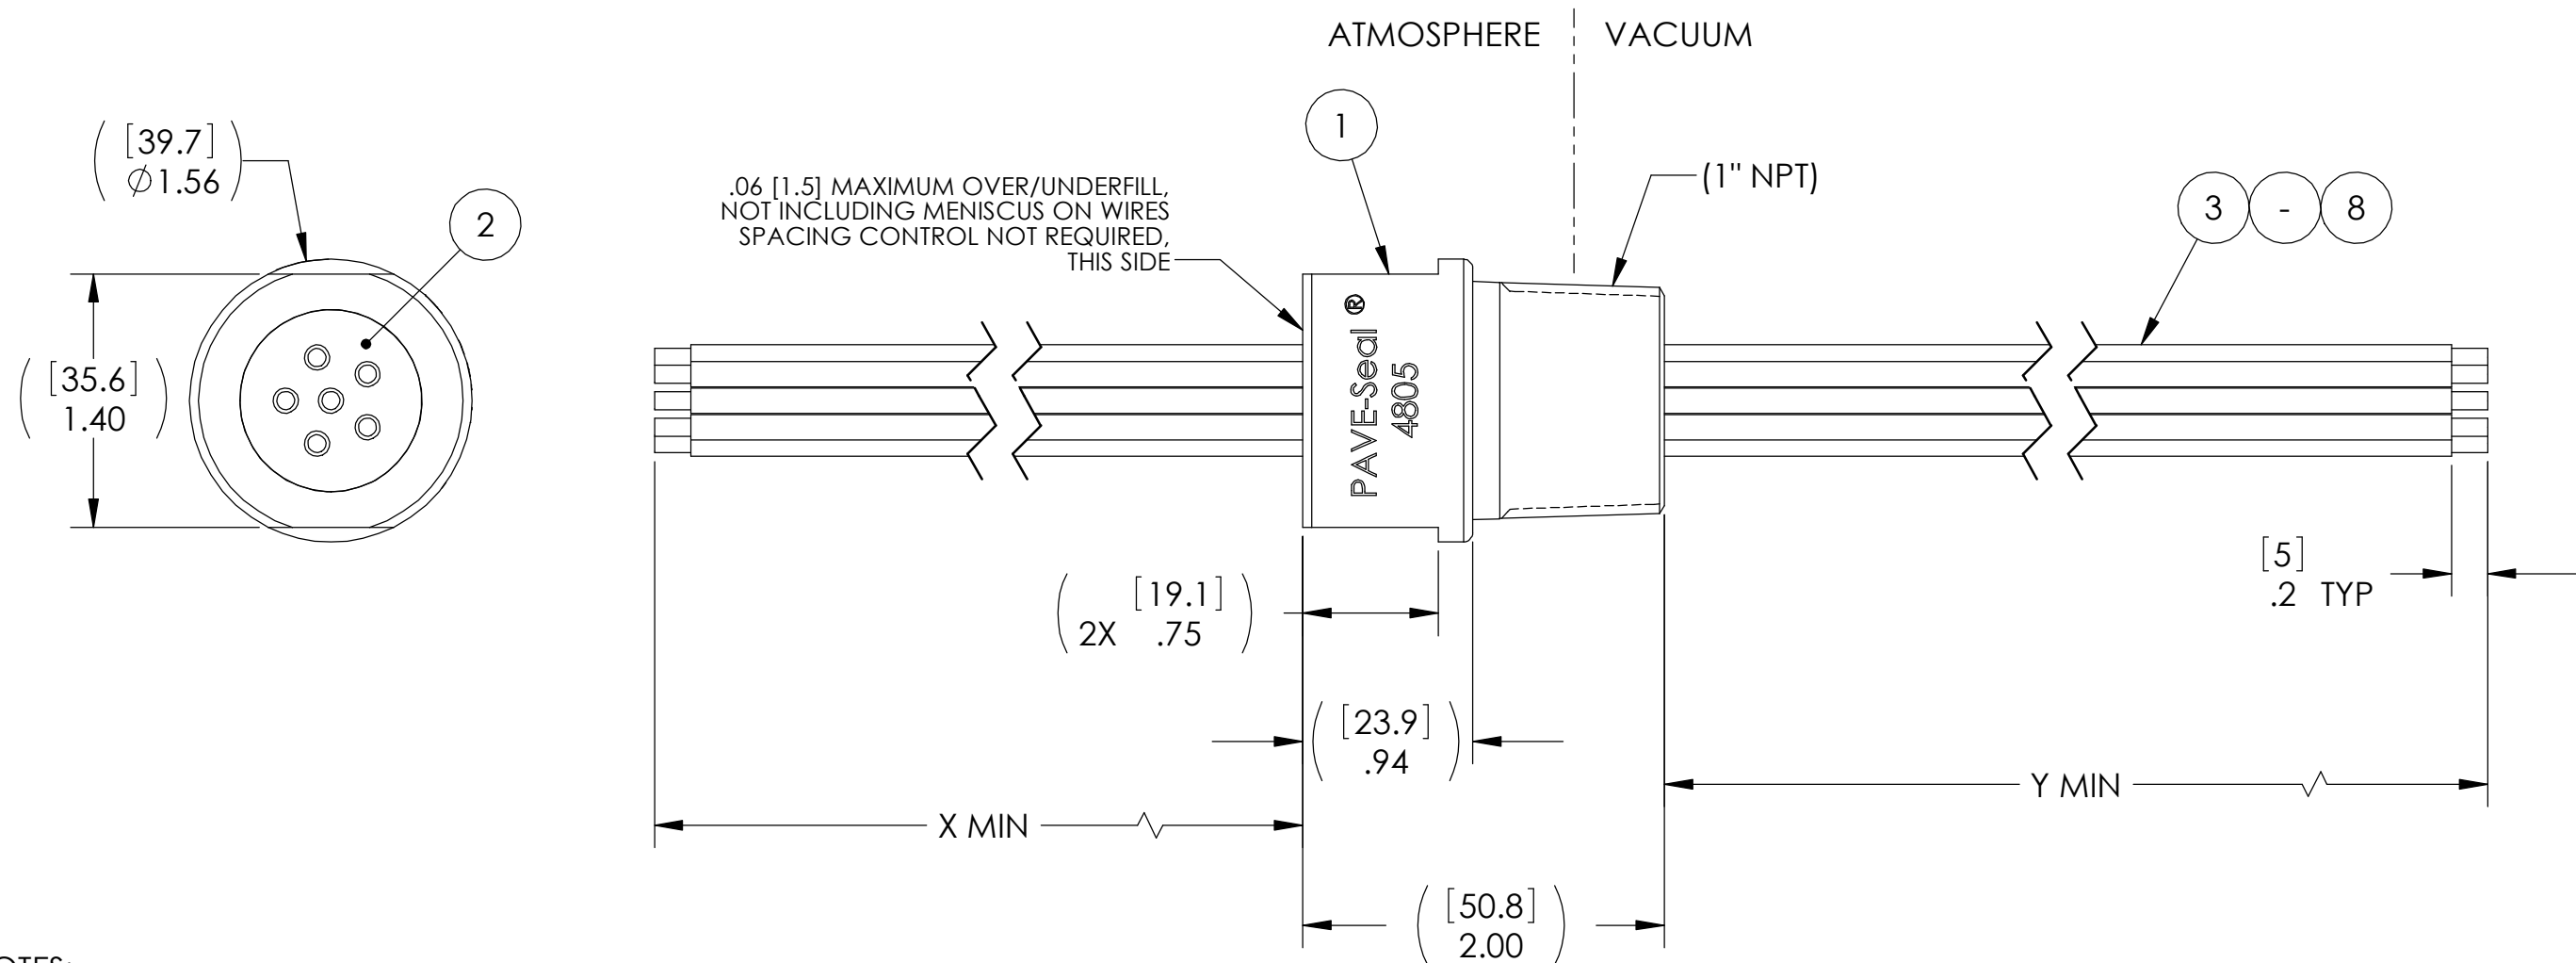 ATMOSPHERE
VACUUM
1
[39.7]
Ø1.56
2
.06 [1.5] MAXIMUM OVER/UNDERFILL,
NOT INCLUDING MENISCUS ON WIRES
SPACING CONTROL NOT REQUIRED,
THIS SIDE
(1" NPT)
3 - 8
[35.6]
1.40
PAVE-Seal ®
4805
[19.1]
2X .75
[5]
.2 TYP
[23.9]
.94
X MIN
Y MIN
[50.8]
2.00